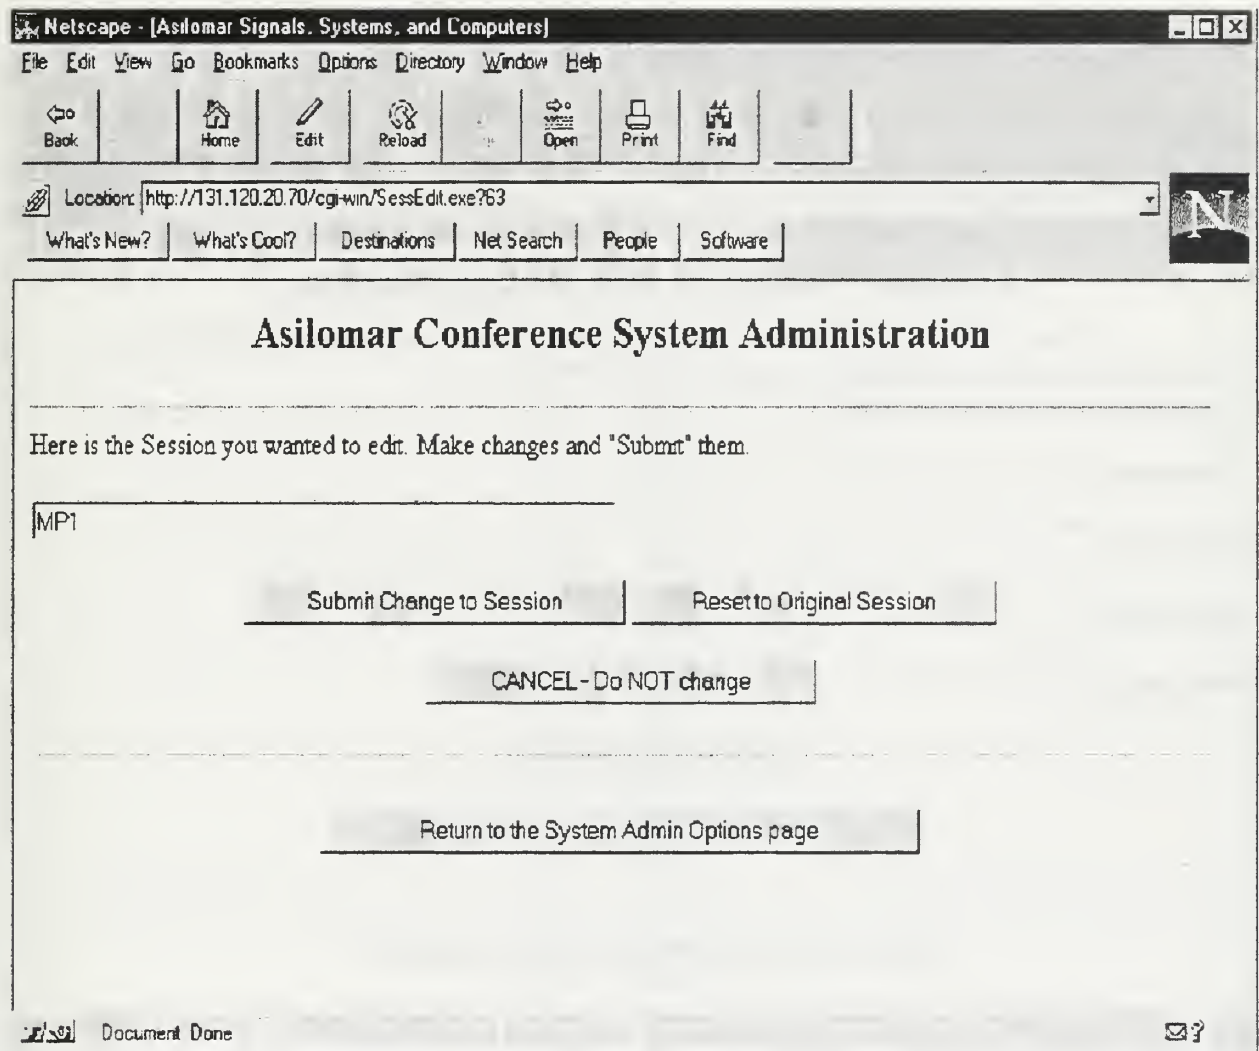 Netscape - [Asilomar Signals, Systems, and Computers]
File Edit View Go Bookmarks Options Directory Window Help
Back Home Edit Reload Open Print Find
Location: http://131.120.20.70/cgi-win/SessEdit.exe?63
N
What's New? What's Cool? Destinations Net Search People Software
Asilomar Conference System Administration
Here is the Session you wanted to edit. Make changes and "Submit" them.
MP1
Submit Change to Session Reset to Original Session
CANCEL - Do NOT change
Return to the System Admin Options page
Document Done